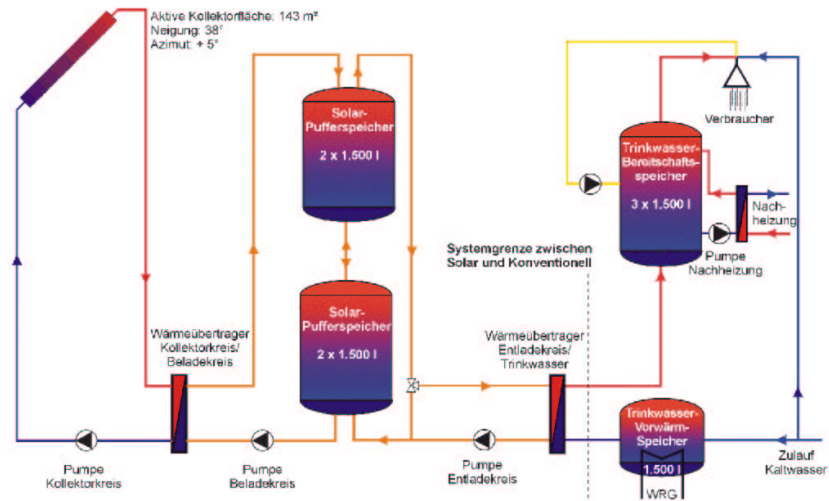 Aktive Kollektorfläche: 143 m²
Neigung: 38°
Azimut: + 5°
Solar-
Pufferspeicher
2 x 1.500 l
Verbraucher
Trinkwasser-
Bereitschafts-
speicher
3 x 1.500 l
Nach-
heizung
Pumpe
Nachheizung
Systemgrenze zwischen
Solar und Konventionell
Solar-
Pufferspeicher
2 x 1.500 l
Wärmeübertrager
Kollektorkreis/
Beladekreis
Wärmeübertrager
Entladekreis/
Trinkwasser
Trinkwasser-
Vorwärm-
Speicher
1.500 l
WRG
Zulauf
Kaltwasser
Pumpe
Kollektorkreis
Pumpe
Beladekreis
Pumpe
Entladekreis